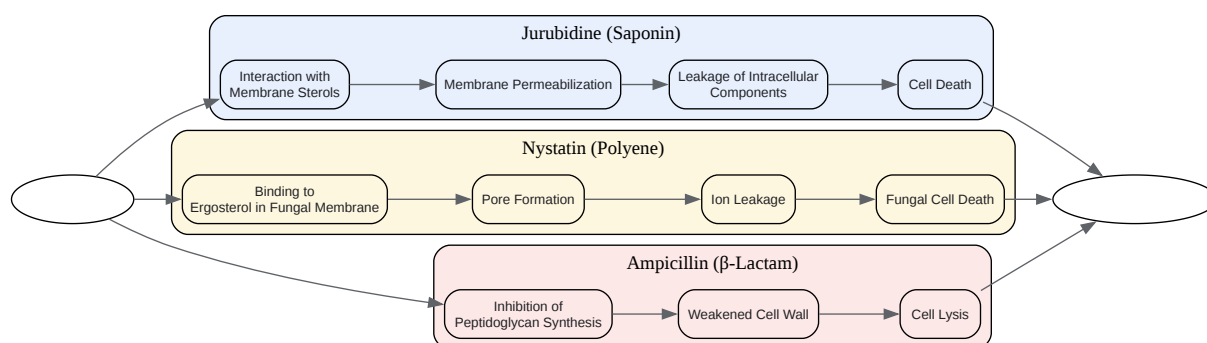 Jurubidine (Saponin)
Interaction with
Membrane Sterols
Membrane Permeabilization
Leakage of Intracellular
Components
Cell Death
Nystatin (Polyene)
Binding to
Ergosterol in Fungal Membrane
Pore Formation
Ion Leakage
Fungal Cell Death
Ampicillin (β-Lactam)
Inhibition of
Peptidoglycan Synthesis
Weakened Cell Wall
Cell Lysis